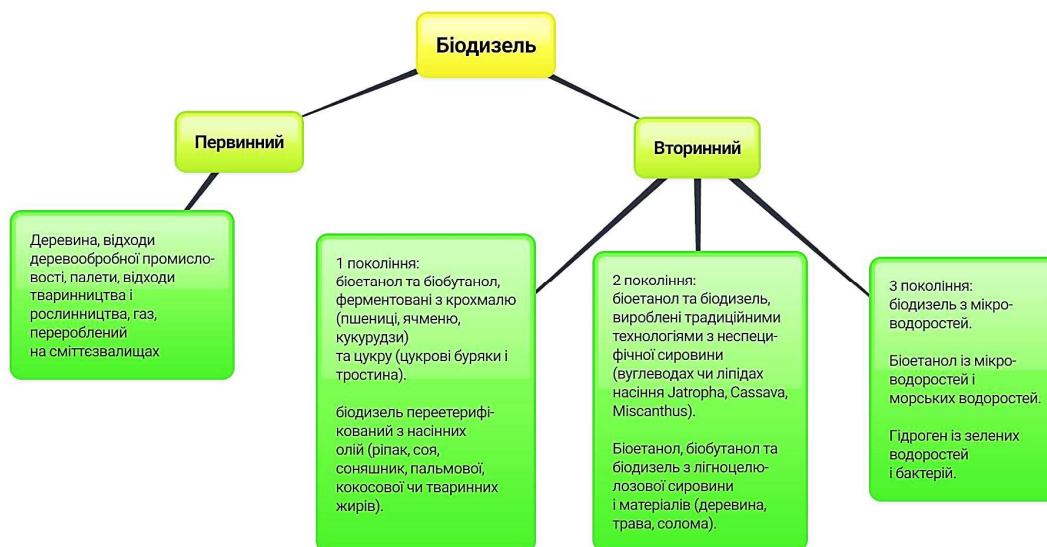 Біодизель
Первинний
Вторинний
Деревина, відходи
деревообробної промисло-
вості, палети, відходи
тваринництва і
рослинництва, газ,
перероблений
на сміттєзвалищах
1 покоління:
біоетанол та біобутанол,
ферментовані з крохмалю
(пшениці, ячменю,
кукурудзи)
та цукру (цукрові буряки і
тростина).
біодизель переетерифі-
кований з насінних
олій (ріпак, соя,
соняшник, пальмової,
кокосової чи тваринних
жирів).
2 покоління:
біоетанол та біодизель,
вироблені традиційними
технологіями з неспеци-
фічної сировини
(вуглеводах чи ліпідах
насіння Jatropha, Cassava,
Miscanthus).
Біоетанол, біобутанол та
біодизель з лігноцелю-
лозової сировини
і матеріалів (деревина,
трава, солома).
3 покоління:
біодизель з мікро-
водоростей.
Біоетанол із мікро-
водоростей і
морських водоростей.
Гідроген із зелених
водоростей
і бактерій.